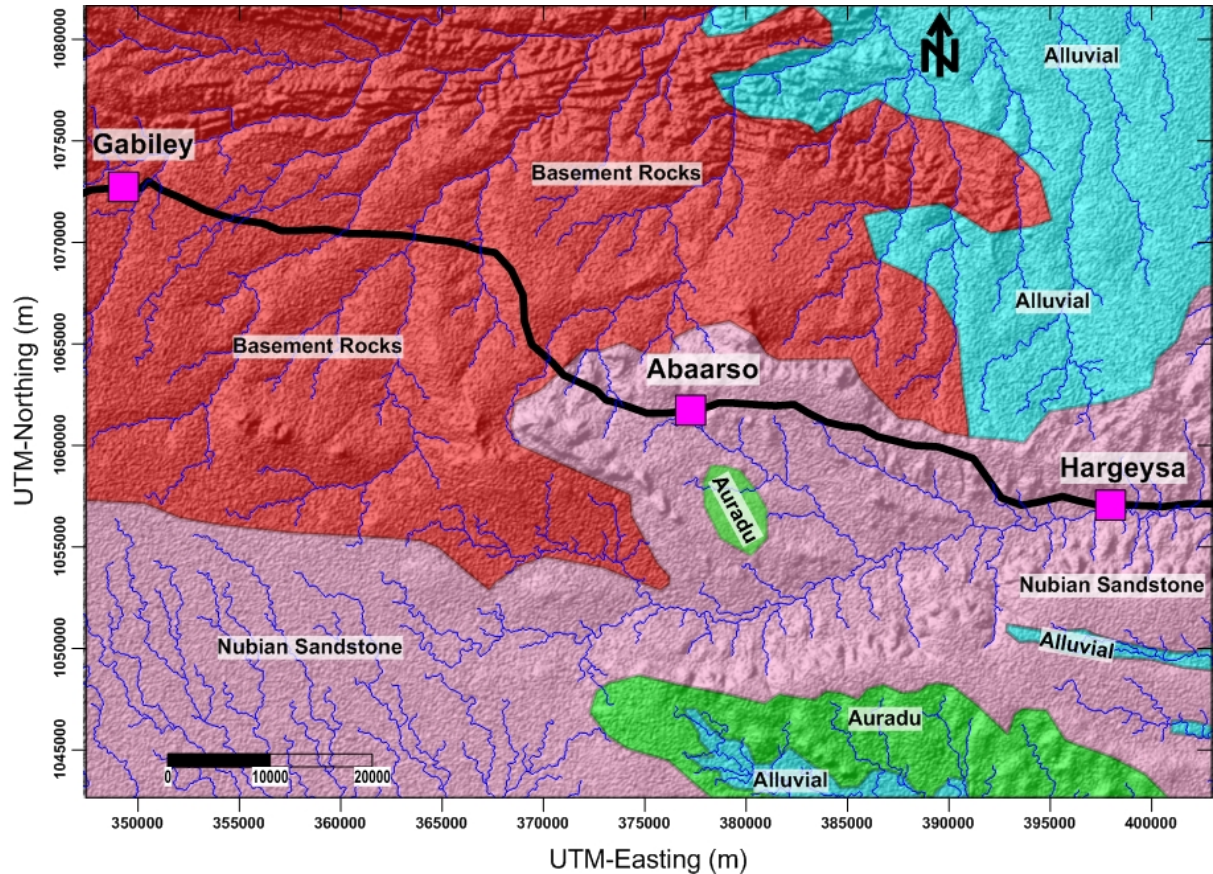 N
Alluvial
Gabiley
Basement Rocks
Alluvial
Basement Rocks
Abaarso
Hargeysa
Auradu
Nubian Sandstone
Nubian Sandstone
Alluvial
Auradu
Alluvial
0 10000 20000
1080000
1075000
1070000
1065000
1060000
1055000
1050000
1045000
UTM-Northing (m)
350000 355000 360000 365000 370000 375000 380000 385000 390000 395000 400000
UTM-Easting (m)